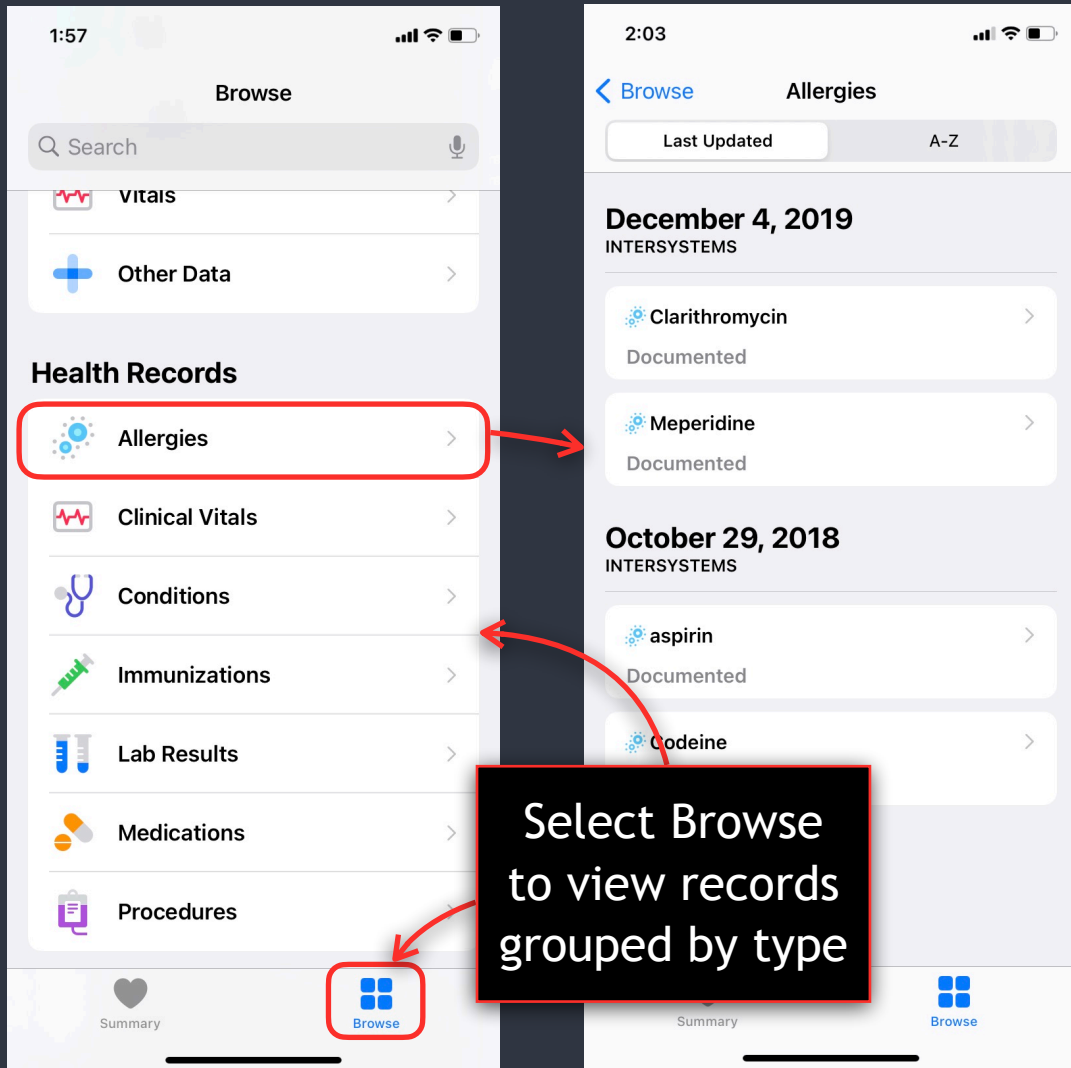 1:57
Browse
Search
Vitals
Other Data
Health Records
Allergies
Clinical Vitals
Conditions
Immunizations
Lab Results
Medications
Procedures
Summary
Browse
2:03
Browse
Allergies
Last Updated
A-Z
December 4, 2019
INTERSYSTEMS
Clarithromycin
Documented
Meperidine
Documented
October 29, 2018
INTERSYSTEMS
aspirin
Documented
Codeine
Select Browse
to view records
grouped by type
Summary
Browse